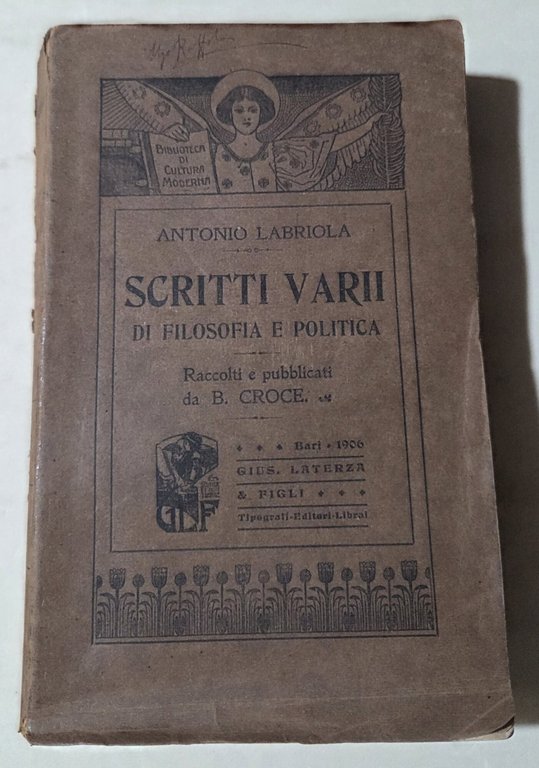 BIBLIOTECA
DI
CULTURA
MODERNA
ANTONIO LABRIOLA
SCRITTI VARII
DI FILOSOFIA E POLITICA
Raccolti e pubblicati
da B. CROCE.
Bari • 1906
GIUS. LATERZA
& FIGLI
Tipografi-Editori-Librai
GLF